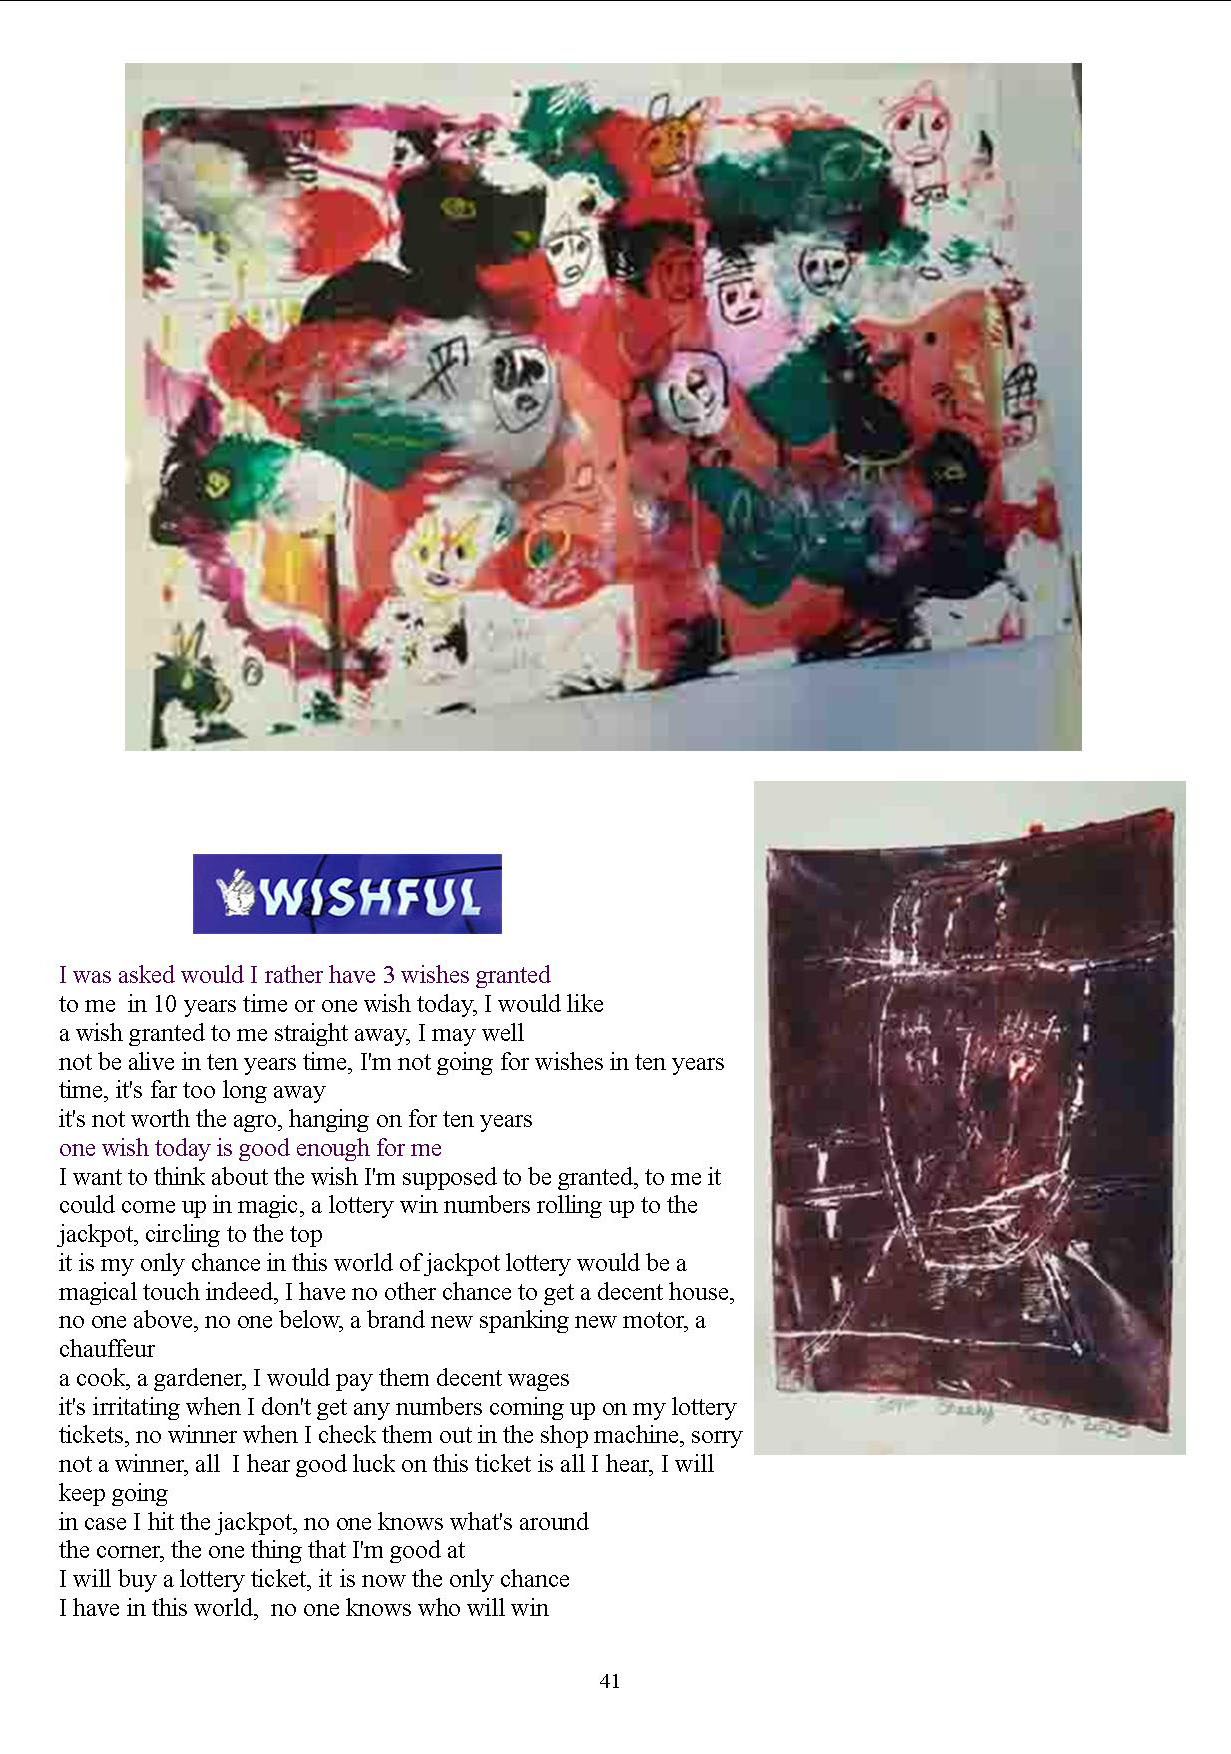 WISHFUL
I was asked would I rather have 3 wishes granted
to me  in 10 years time or one wish today, I would like
a wish granted to me straight away, I may well
not be alive in ten years time, I'm not going for wishes in ten years
time, it's far too long away
it's not worth the agro, hanging on for ten years
one wish today is good enough for me
I want to think about the wish I'm supposed to be granted, to me it
could come up in magic, a lottery win numbers rolling up to the
jackpot, circling to the top
it is my only chance in this world of jackpot lottery would be a
magical touch indeed, I have no other chance to get a decent house,
no one above, no one below, a brand new spanking new motor, a
chauffeur
a cook, a gardener, I would pay them decent wages
it's irritating when I don't get any numbers coming up on my lottery
tickets, no winner when I check them out in the shop machine, sorry
not a winner, all  I hear good luck on this ticket is all I hear, I will
keep going
in case I hit the jackpot, no one knows what's around
the corner, the one thing that I'm good at
I will buy a lottery ticket, it is now the only chance
I have in this world,  no one knows who will win
41